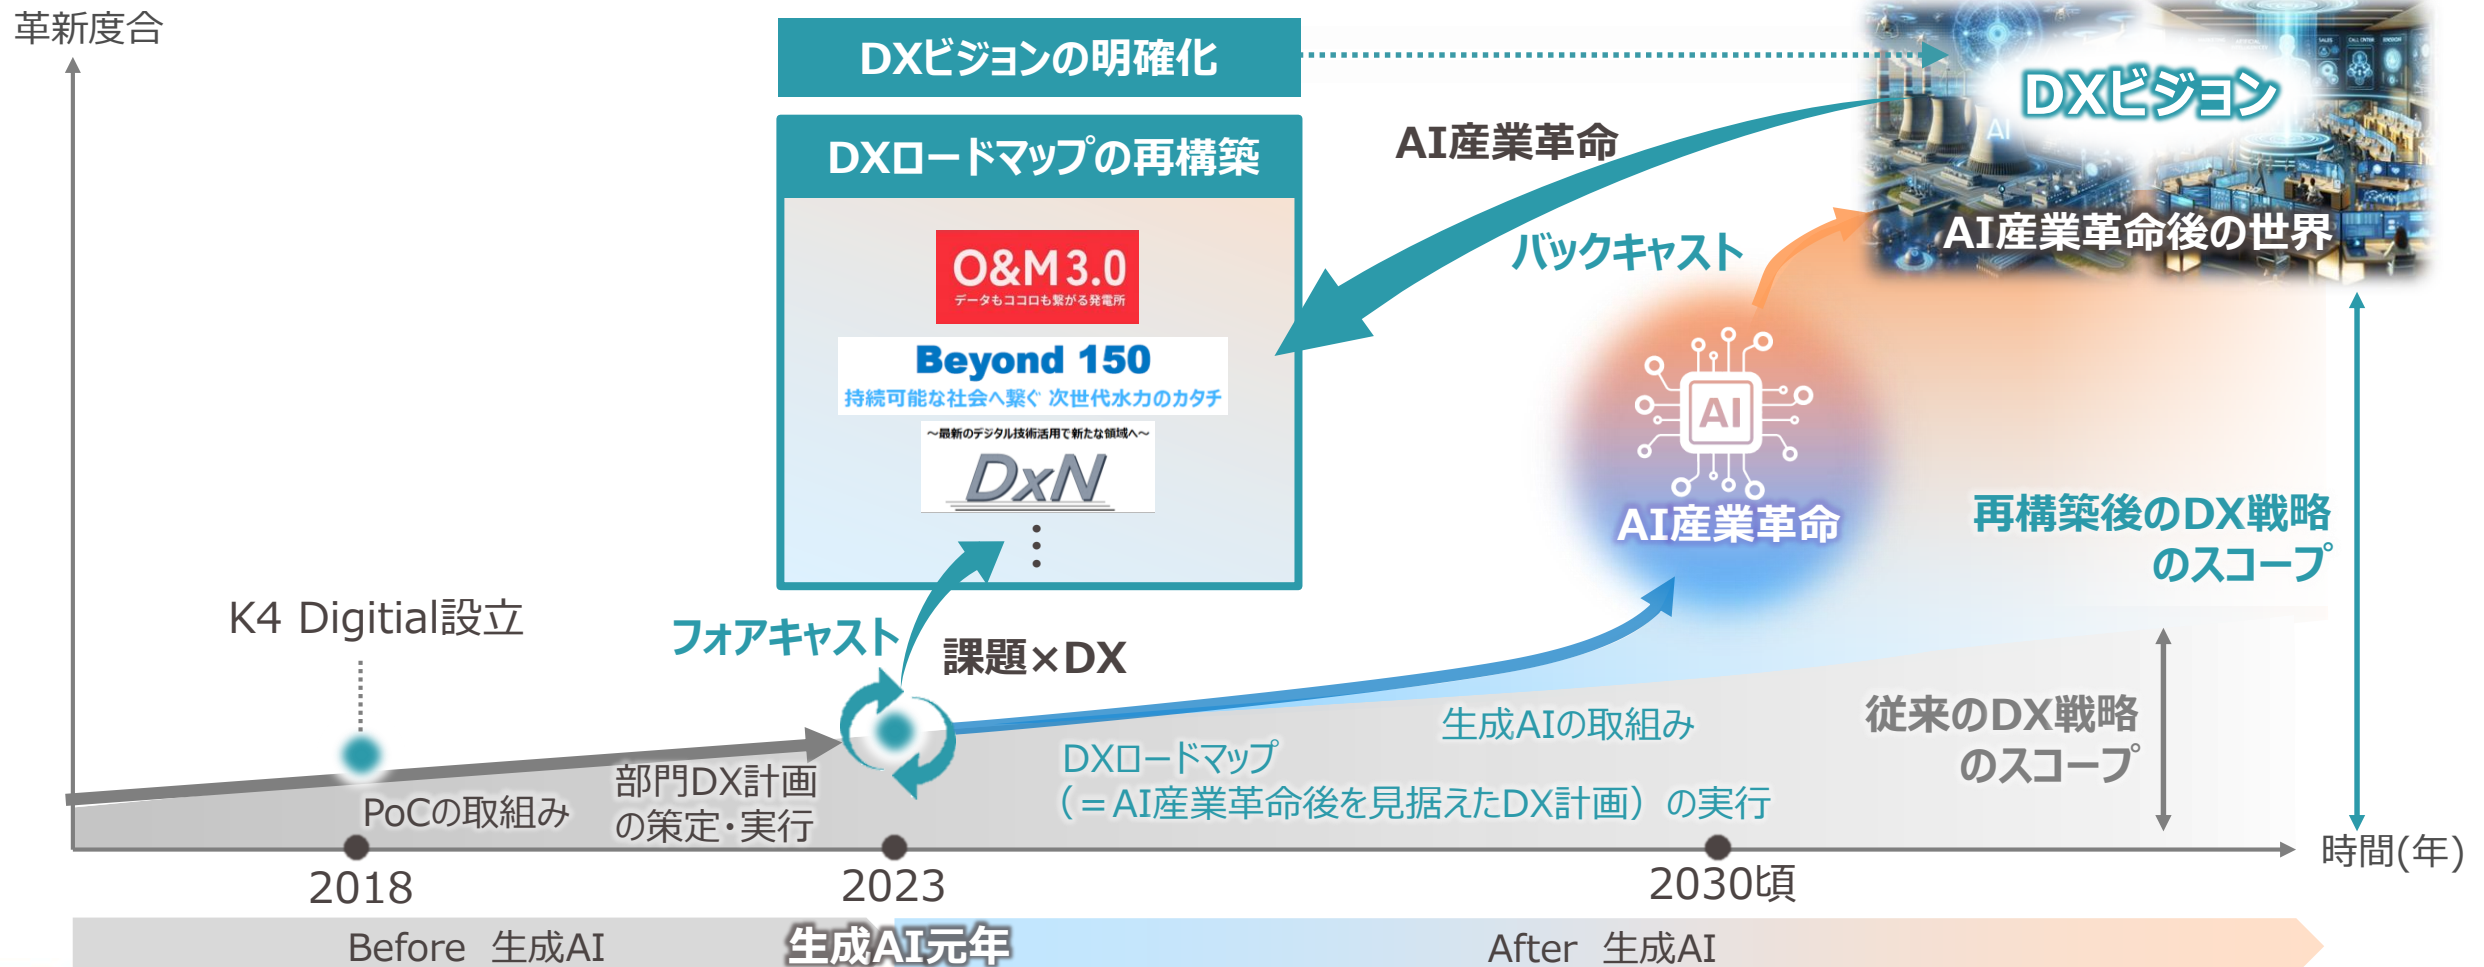 革新度合
DXビジョンの明確化
DXビジョン
DXロードマップの再構築
AI産業革命
AI
AI産業革命後の世界
バックキャスト
O&M 3.0
データもココロも繋がる発電所
Beyond 150
持続可能な社会へ繋ぐ 次世代水力のカタチ
～最新のデジタル技術活用で新たな領域へ～
DxN
AI
AI産業革命
再構築後のDX戦略
のスコープ
K4 Digitial設立
フォアキャスト
課題×DX
従来のDX戦略
のスコープ
生成AIの取組み
DXロードマップ
（＝AI産業革命後を見据えたDX計画）の実行
PoCの取組み
部門DX計画
の策定・実行
時間(年)
2018
2023
2030頃
Before 生成AI
生成AI元年
After 生成AI